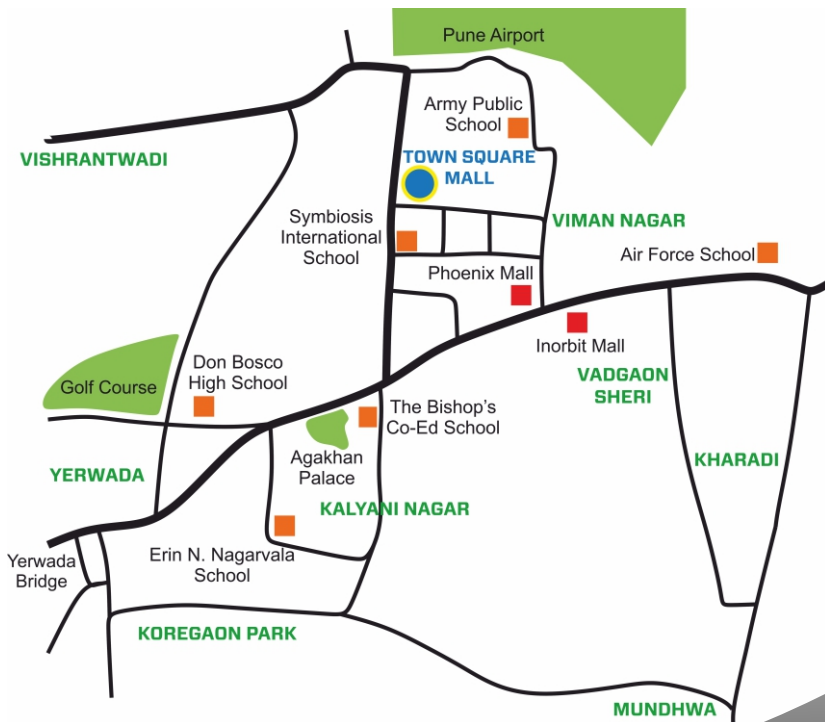 Pune Airport
Army Public
School
TOWN SQUARE
MALL
VISHRANTWADI
Symbiosis
International
School
VIMAN NAGAR
Air Force School
Phoenix Mall
Inorbit Mall
Don Bosco
High School
Golf Course
VADGAON
SHERI
The Bishop's
Co-Ed School
Agakhan
Palace
YERWADA
KHARADI
KALYANI NAGAR
Yerwada
Bridge
Erin N. Nagarvala
School
KOREGAON PARK
MUNDHWA